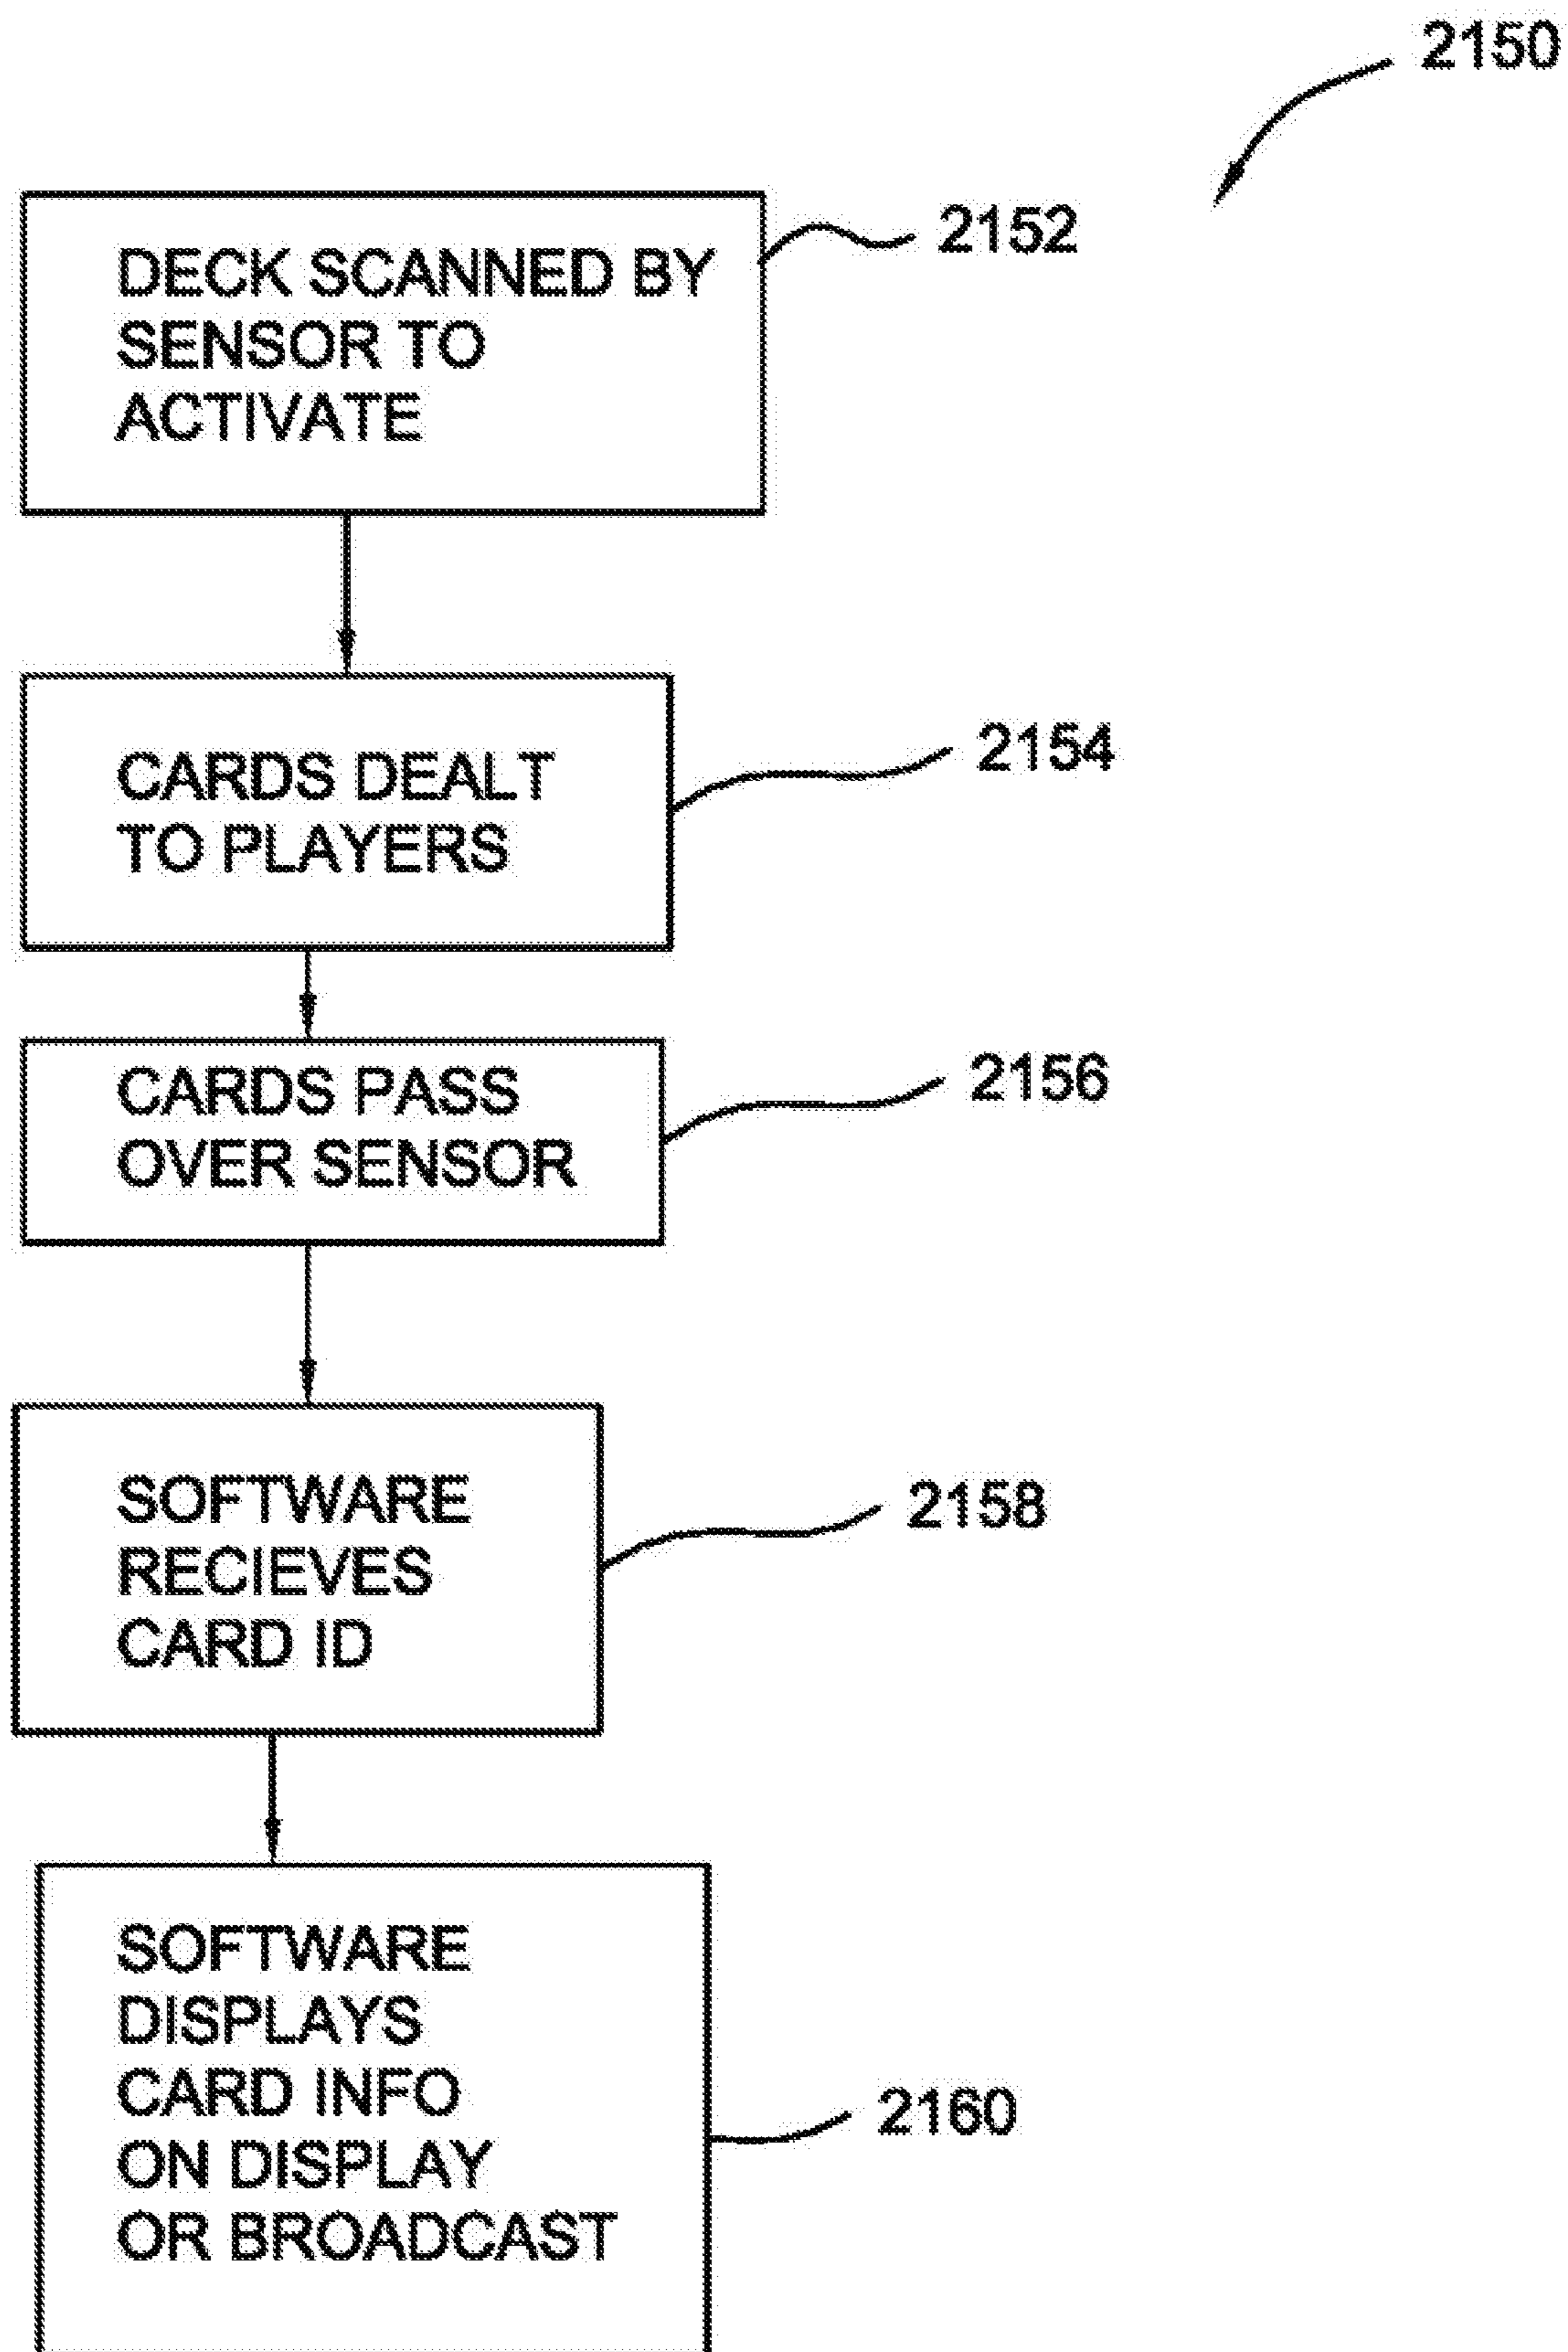 2150
DECK SCANNED BY
SENSOR TO
ACTIVATE
2152
CARDS DEALT
TO PLAYERS
2154
CARDS PASS
OVER SENSOR
2156
SOFTWARE
RECIEVES
CARD ID
2158
SOFTWARE
DISPLAYS
CARD INFO
ON DISPLAY
OR BROADCAST
2160